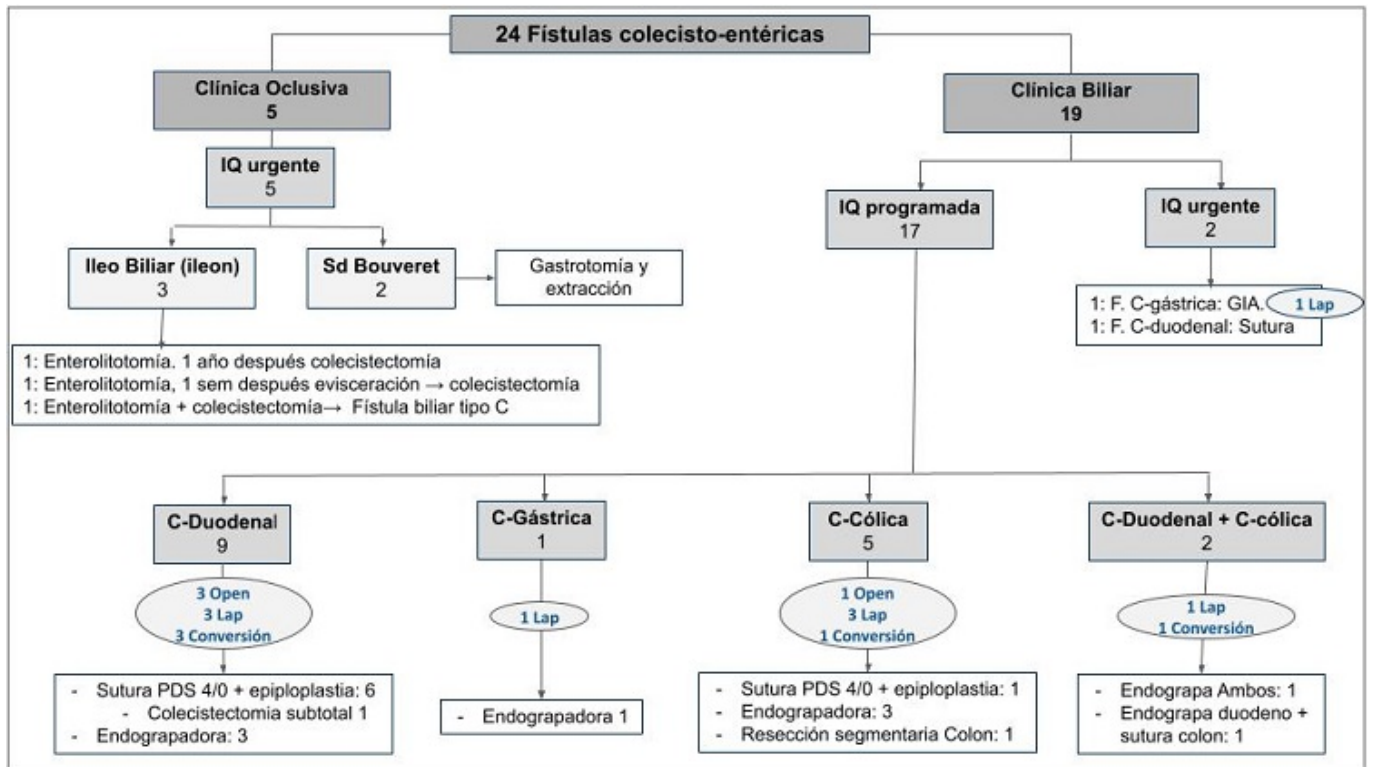 24 Fístulas colecisto-entéricas
Clínica Oclusiva
5
Clínica Biliar
19
IQ urgente
5
IQ programada
17
IQ urgente
2
Ileo Biliar (ileon)
3
Sd Bouveret
2
Gastrotomía y
extracción
1: F. C-gástrica: GIA.
1: F. C-duodenal: Sutura
1 Lap
1: Enterolitotomía. 1 año después colecistectomía
1: Enterolitotomía, 1 sem después evisceración → colecistectomía
1: Enterolitotomía + colecistectomía→ Fístula biliar tipo C
C-Duodenal
9
C-Gástrica
1
C-Cólica
5
C-Duodenal + C-cólica
2
3 Open
3 Lap
3 Conversión
1 Lap
1 Open
3 Lap
1 Conversión
1 Lap
1 Conversión
- Sutura PDS 4/0 + epiploplastia: 6
- Colecistectomia subtotal 1
- Endograpadora: 3
- Endograpadora 1
- Sutura PDS 4/0 + epiploplastia: 1
- Endograpadora: 3
- Resección segmentaria Colon: 1
- Endograpa Ambos: 1
- Endograpa duodeno +
sutura colon: 1